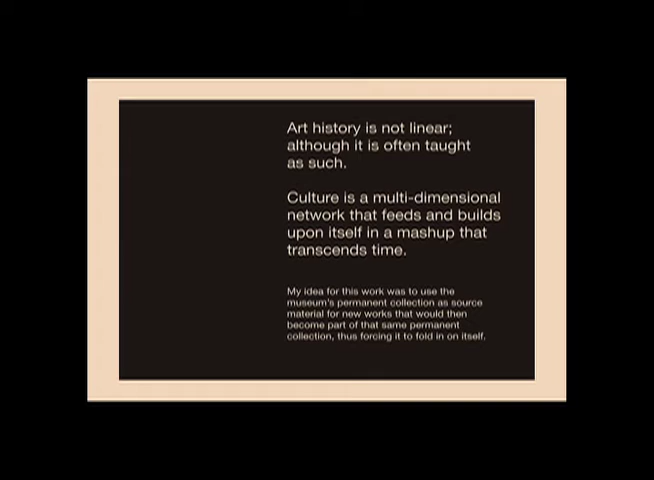 Art history is not linear;
although it is often taught
as such.
Culture is a multi-dimensional
network that feeds and builds
upon itself in a mashup that
transcends time.
My idea for this work was to use the
museum's permanent collection as source
material for new works that would then
become part of that same permanent
collection, thus forcing it to fold in on itself.